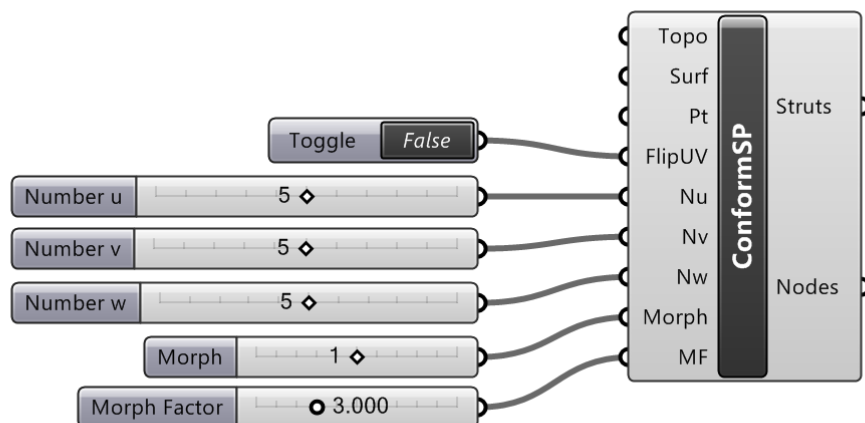 Topo
Surf
Pt
Toggle False
FlipUV
Number u 5
Nu
Number v 5
Nv
Number w 5
Nw
Morph 1
Morph
Morph Factor 3.000
MF
ConformSP
Struts
Nodes